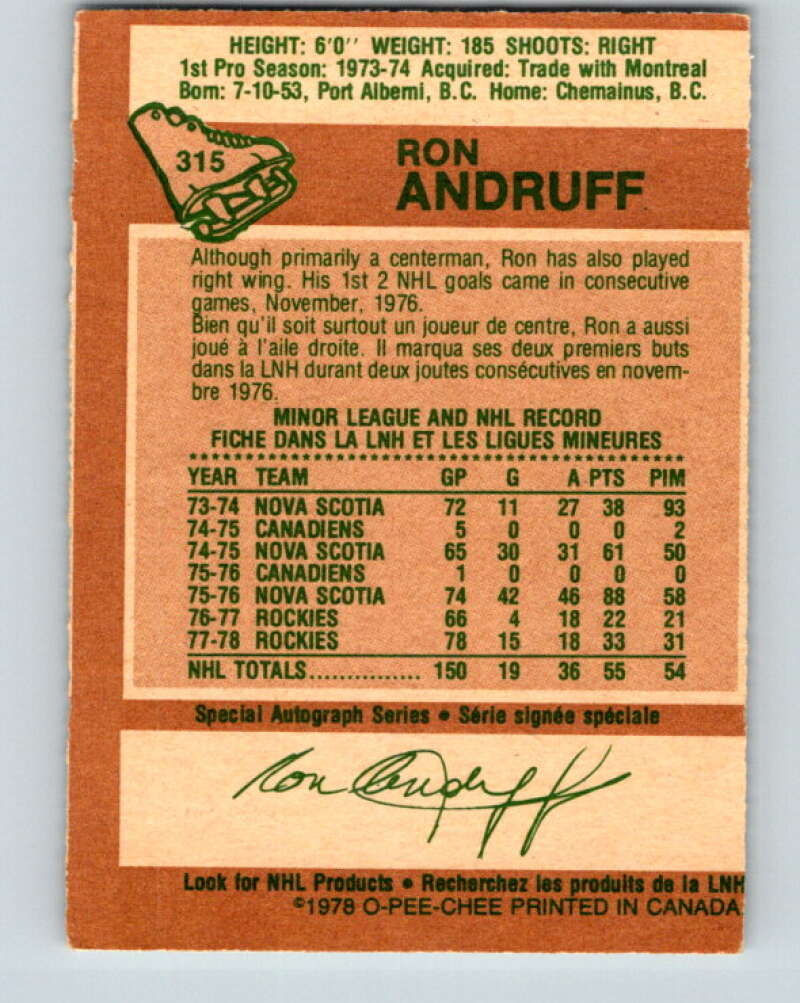 HEIGHT: 6'0'' WEIGHT: 185 SHOOTS: RIGHT
1st Pro Season: 1973-74 Acquired: Trade with Montreal
Born: 7-10-53, Port Alberni, B.C. Home: Chemainus, B.C.
315
RON
ANDRUFF
Although primarily a centerman, Ron has also played
right wing. His 1st 2 NHL goals came in consecutive
games, November, 1976.
Bien qu'il soit surtout un joueur de centre, Ron a aussi
joué à l'aile droite. Il marqua ses deux premiers buts
dans la LNH durant deux joutes consécutives en novem-
bre 1976.
MINOR LEAGUE AND NHL RECORD
FICHE DANS LA LNH ET LES LIGUES MINEURES
YEAR TEAM GP G A PTS PIM
73-74 NOVA SCOTIA 72 11 27 38 93
74-75 CANADIENS 5 0 0 0 2
74-75 NOVA SCOTIA 65 30 31 61 50
75-76 CANADIENS 1 0 0 0 0
75-76 NOVA SCOTIA 74 42 46 88 58
76-77 ROCKIES 66 4 18 22 21
77-78 ROCKIES 78 15 18 33 31
NHL TOTALS............... 150 19 36 55 54
Special Autograph Series • Série signée spéciale
Ron Andruff
Look for NHL Products • Recherchez les produits de la LNH
©1978 O-PEE-CHEE PRINTED IN CANADA